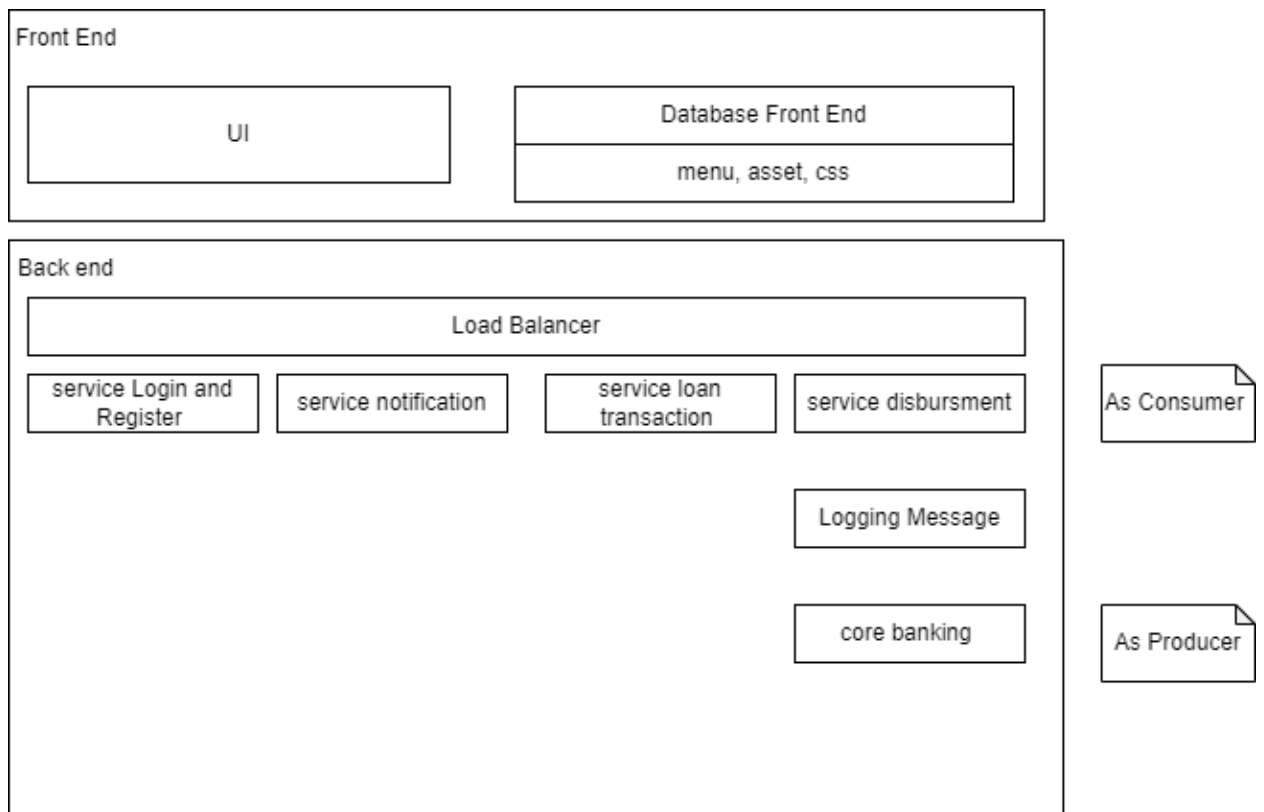 Front End
UI
Database Front End
menu, asset, css
Back end
Load Balancer
service Login and
Register
service notification
service loan
transaction
service disbursment
As Consumer
Logging Message
core banking
As Producer